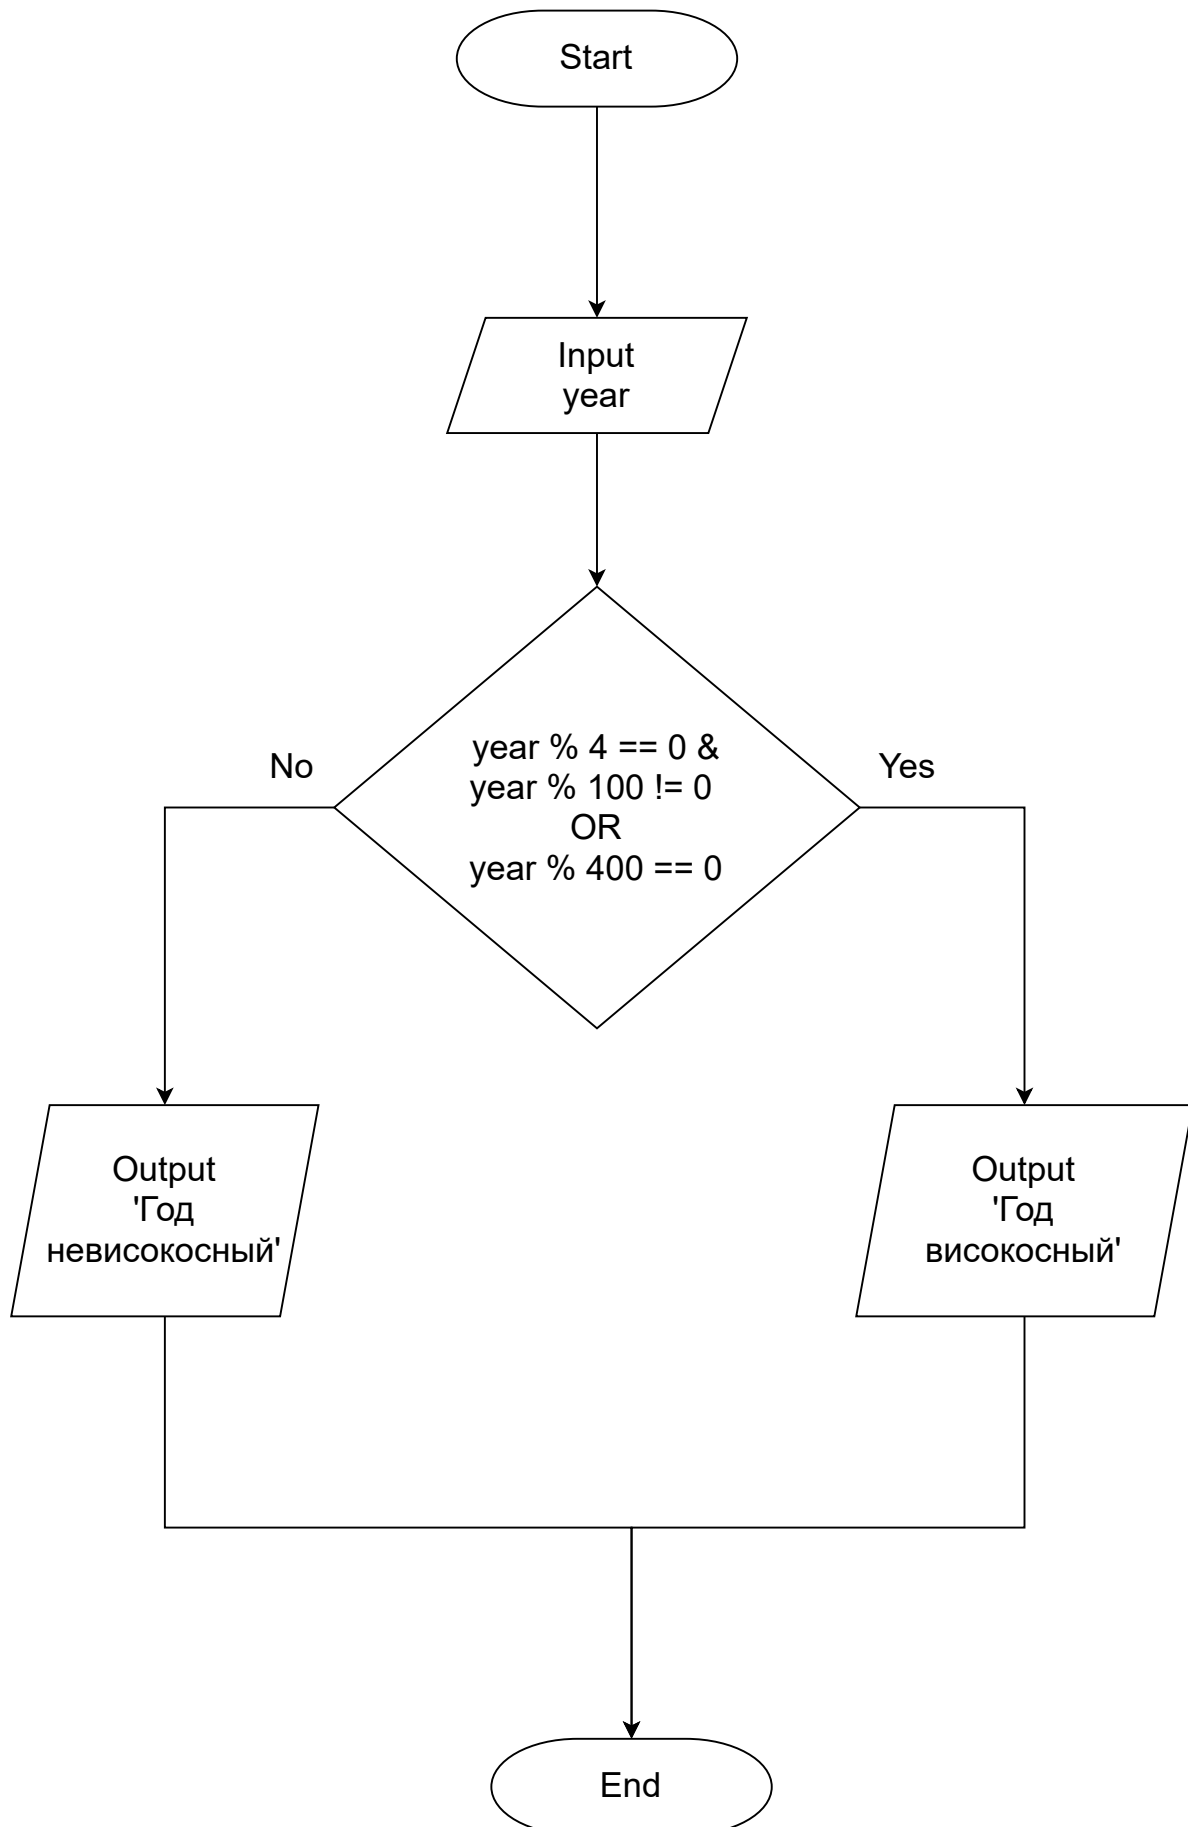 Start
Input
year
year % 4 == 0 &
year % 100 != 0
OR
year % 400 == 0
No
Yes
Output
'Год
невисокосный'
Output
'Год
високосный'
End